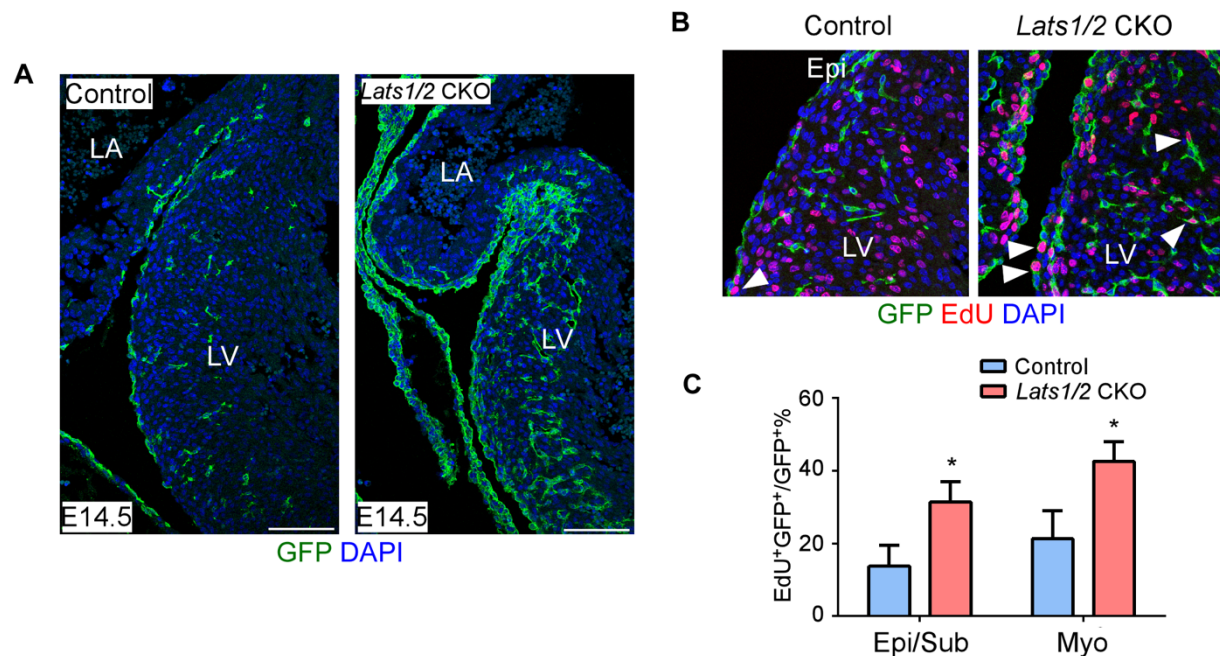 A
Control
LA
LV
E14.5
Lats1/2 CKO
LA
LV
E14.5
GFP DAPI
B
Control
Lats1/2 CKO
Epi
LV
LV
GFP EdU DAPI
C
Control
Lats1/2 CKO
EdU⁺GFP⁺/GFP⁺%
60
40
20
0
*
*
Epi/Sub
Myo